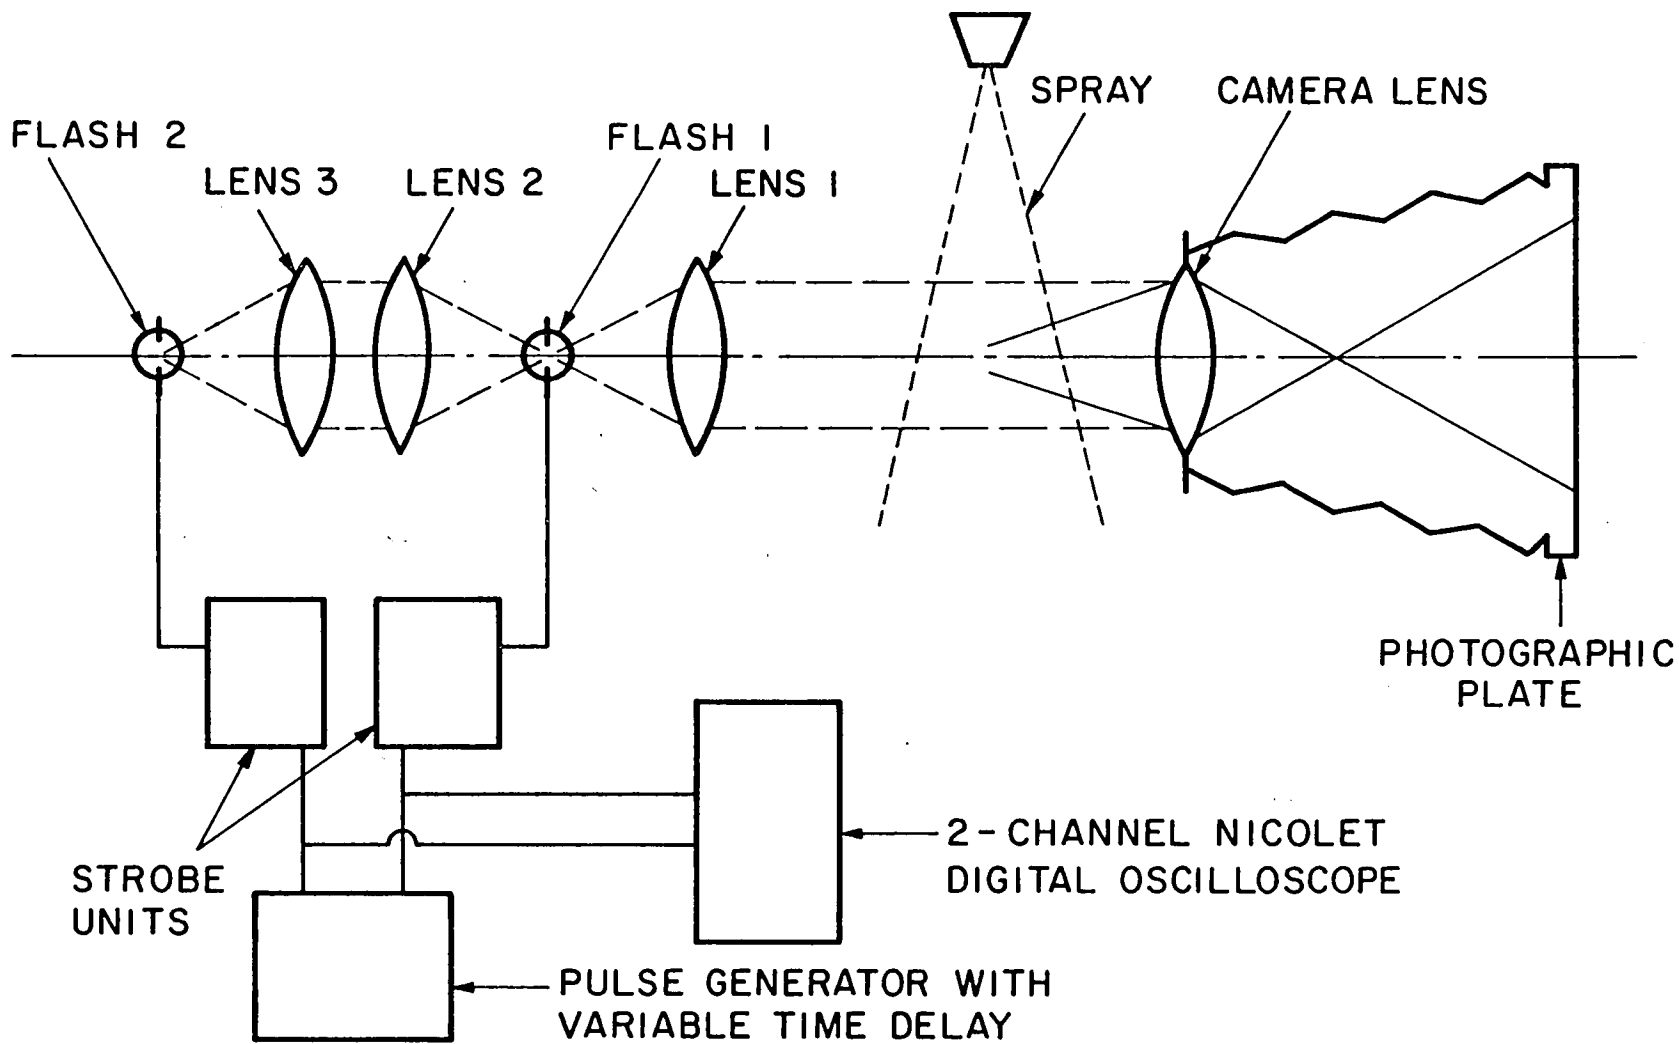 SPRAY
CAMERA LENS
FLASH 2
FLASH 1
LENS 3
LENS 2
LENS 1
PHOTOGRAPHIC
PLATE
2-CHANNEL NICOLET
DIGITAL OSCILLOSCOPE
STROBE
UNITS
PULSE GENERATOR WITH
VARIABLE TIME DELAY